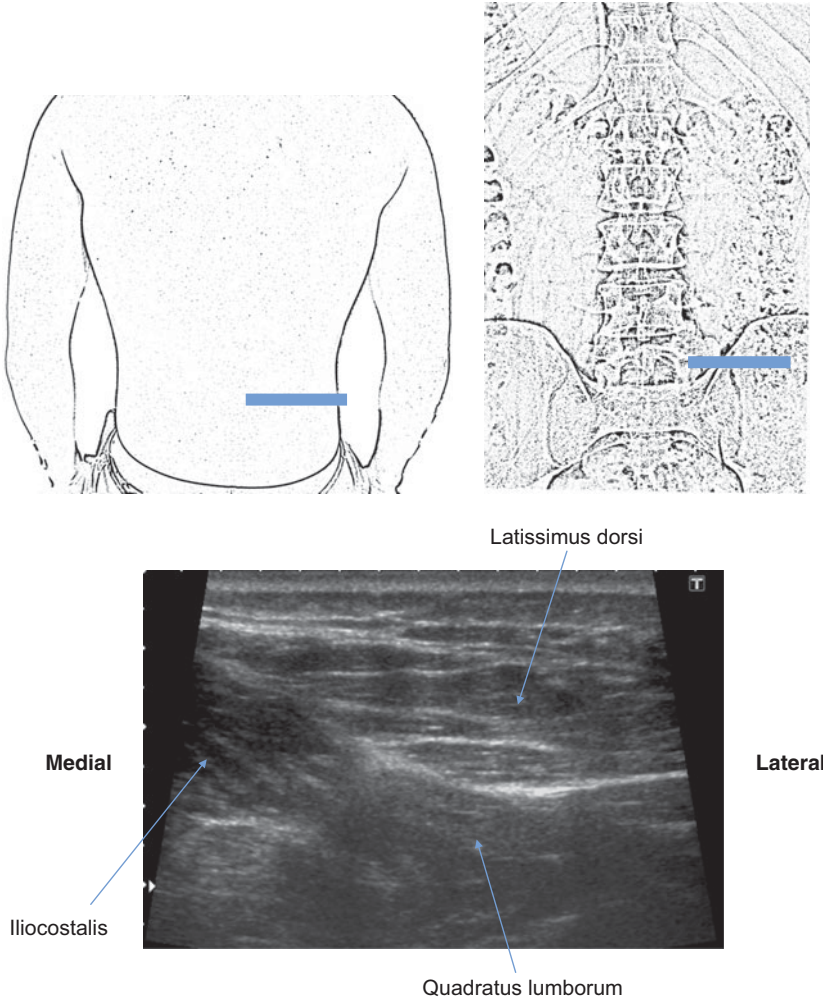 Latissimus dorsi
T
Medial
Lateral
Iliocostalis
Quadratus lumborum